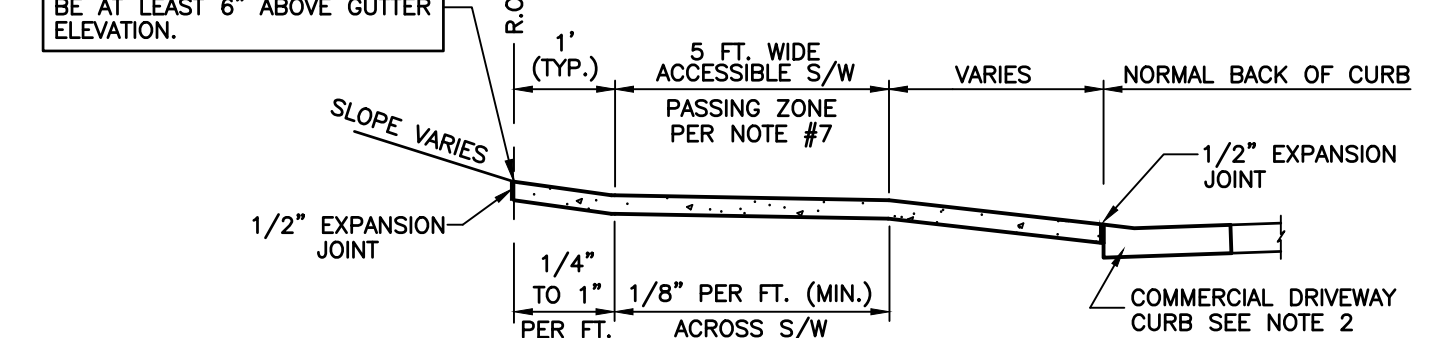 BE AT LEAST 6" ABOVE GUTTER
ELEVATION.
R.O
1'
(TYP.)
5 FT. WIDE
ACCESSIBLE S/W
PASSING ZONE
PER NOTE #7
VARIES
NORMAL BACK OF CURB
SLOPE VARIES
1/2" EXPANSION
JOINT
1/2" EXPANSION
JOINT
1/4"
TO 1"
PER FT.
1/8" PER FT. (MIN.)
ACROSS S/W
COMMERCIAL DRIVEWAY
CURB SEE NOTE 2